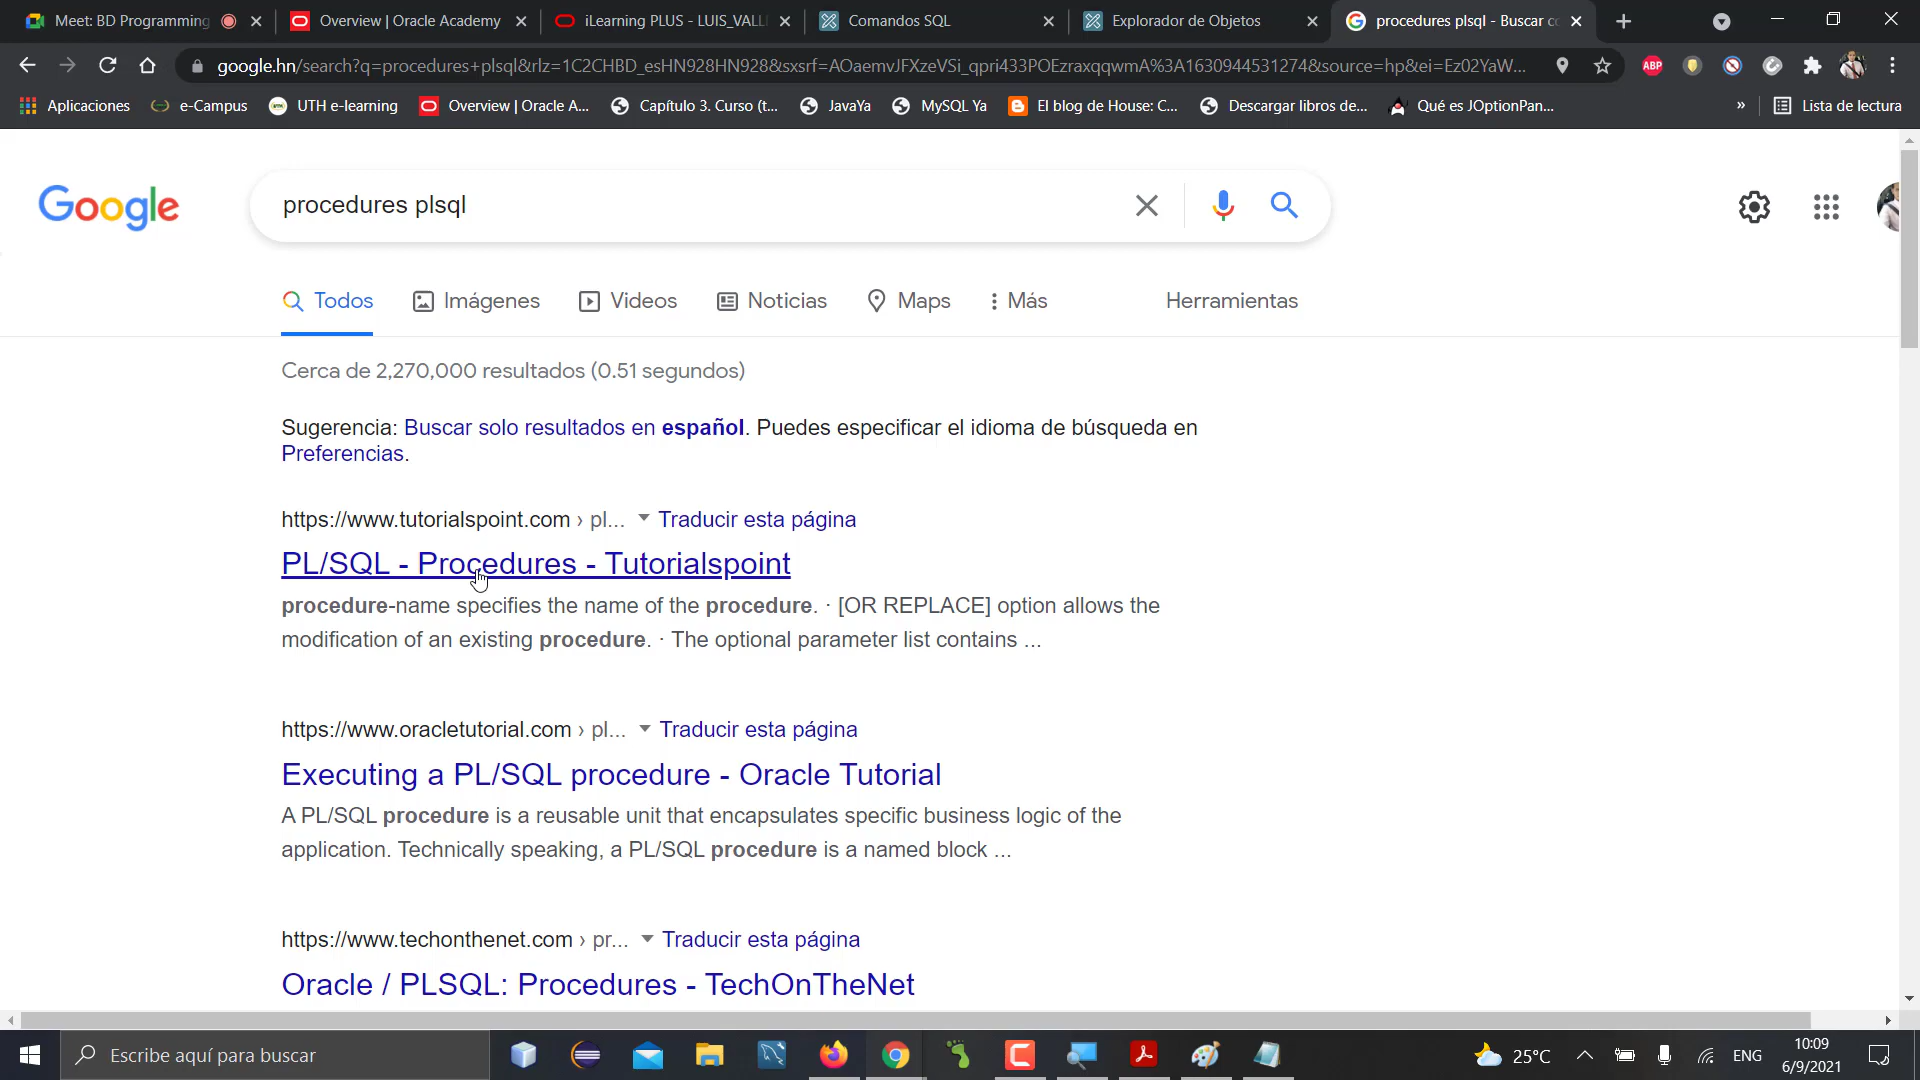 Meet: BD Programming
Overview | Oracle Academy
iLearning PLUS - LUIS_VALL
Comandos SQL
Explorador de Objetos
procedures plsql - Buscar c
google.hn/search?q=procedures+plsql&rlz=1C2CHBD_esHN928HN928&sxsrf=AOaemvJFXzeVSi_qpri433POEzraxqqwmA%3A1630944531274&source=hp&ei=Ez02YaW...
ABP
Aplicaciones
e-Campus
UTH e-learning
Overview | Oracle A...
Capítulo 3. Curso (t...
JavaYa
MySQL Ya
El blog de House: C...
Descargar libros de...
Qué es JOptionPan...
»
Lista de lectura
Google
procedures plsql
Todos
Imágenes
Videos
Noticias
Maps
Más
Herramientas
Cerca de 2,270,000 resultados (0.51 segundos)
Sugerencia: Buscar solo resultados en español. Puedes especificar el idioma de búsqueda en
Preferencias.
https://www.tutorialspoint.com › pl... Traducir esta página
PL/SQL - Procedures - Tutorialspoint
procedure-name specifies the name of the procedure. · [OR REPLACE] option allows the
modification of an existing procedure. · The optional parameter list contains ...
https://www.oracletutorial.com › pl... Traducir esta página
Executing a PL/SQL procedure - Oracle Tutorial
A PL/SQL procedure is a reusable unit that encapsulates specific business logic of the
application. Technically speaking, a PL/SQL procedure is a named block ...
https://www.techonthenet.com › pr... Traducir esta página
Oracle / PLSQL: Procedures - TechOnTheNet
Escribe aquí para buscar
25°C
ENG
10:09
6/9/2021